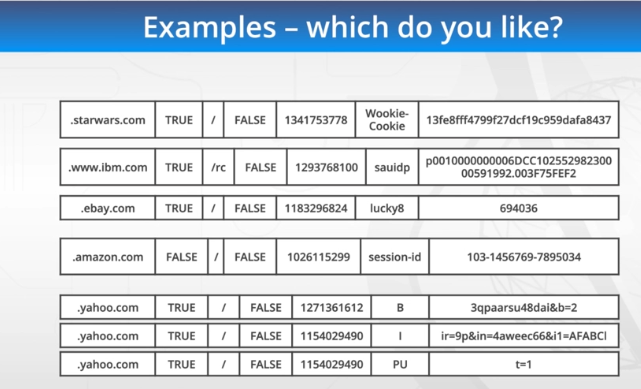 Examples – which do you like?
.starwars.com TRUE / FALSE 1341753778 Wookie-Cookie 13fe8fff4799f27dcf19c959dafa8437
.www.ibm.com TRUE /rc FALSE 1293768100 sauidp p0010000000006DCC10255298230000591992.003F75FEF2
.ebay.com TRUE / FALSE 1183296824 lucky8 694036
.amazon.com FALSE / FALSE 1026115299 session-id 103-1456769-7895034
.yahoo.com TRUE / FALSE 1271361612 B 3qpaarsu48dai&b=2
.yahoo.com TRUE / FALSE 1154029490 I ir=9p&in=4aweec66&i1=AFABCl
.yahoo.com TRUE / FALSE 1154029490 PU t=1